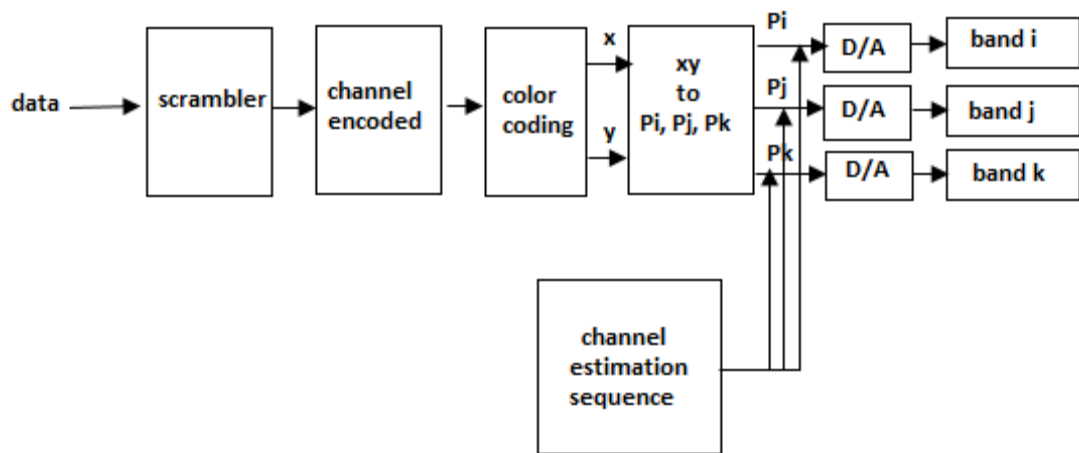 data
scrambler
channel
encoded
color
coding
x
y
xy
to
Pi, Pj, Pk
Pi
Pj
Pk
D/A
D/A
D/A
band i
band j
band k
channel
estimation
sequence